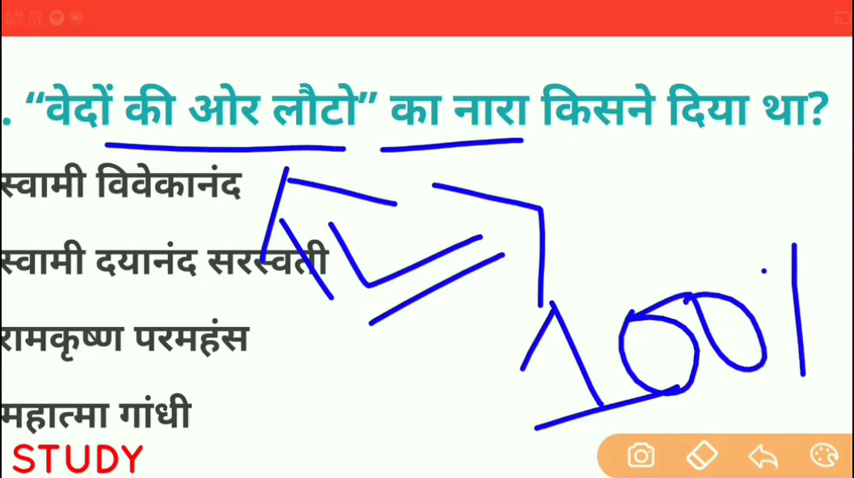 . “वेदों की ओर लौटो” का नारा किसने दिया था?
स्वामी विवेकानंद
स्वामी दयानंद सरस्वती
रामकृष्ण परमहंस
महात्मा गांधी
STUDY